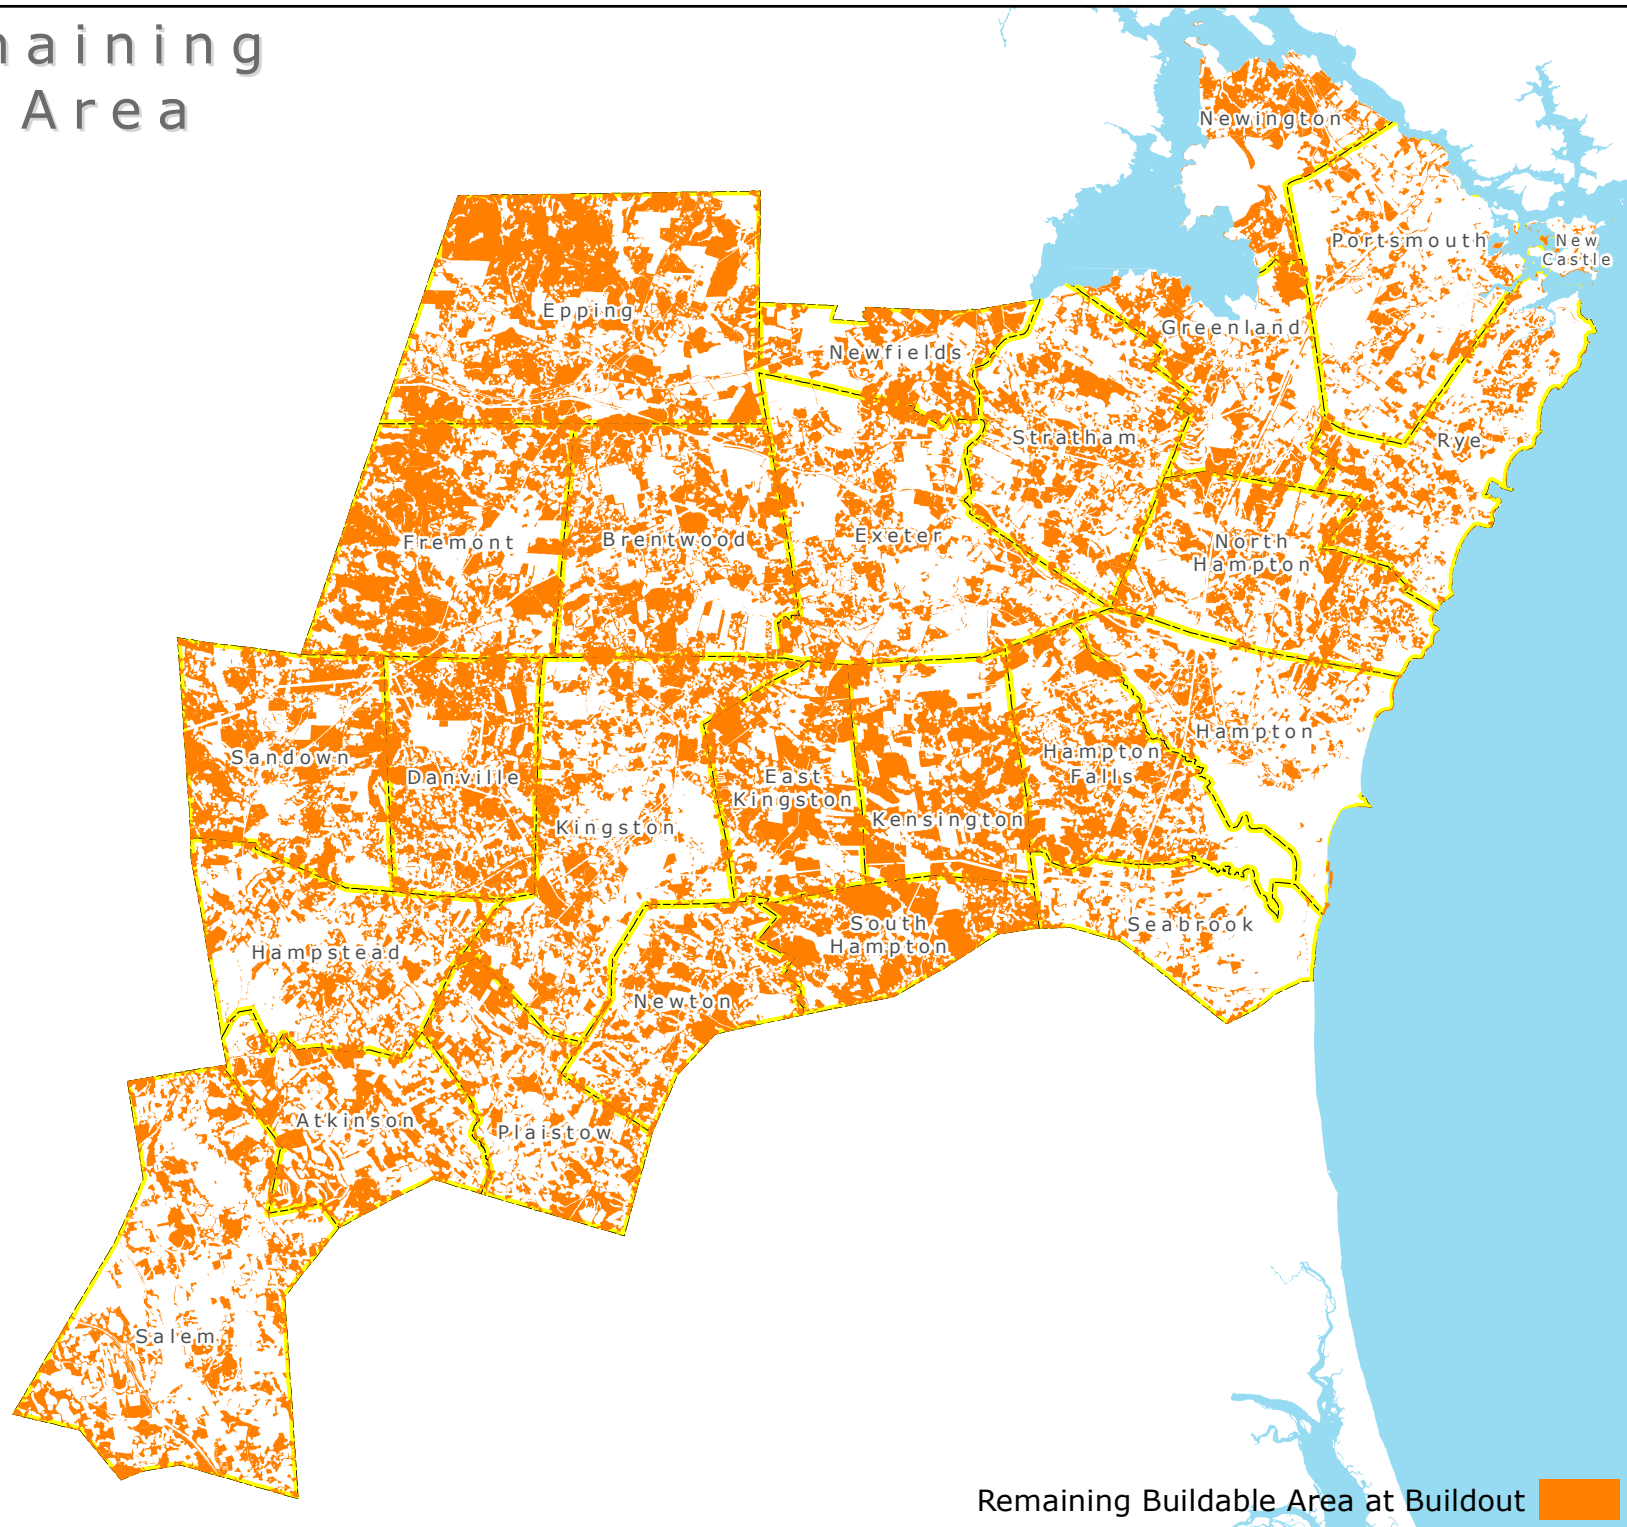 Area
Newington
Portsmouth
New
Castle
Epping
Greenland
Newfields
Stratham
Rye
Fremont
Brentwood
Exeter
North
Hampton
Sandown
Danville
East
Kingston
Hampton
Falls
Hampton
Kingston
Kensington
Hampstead
South
Hampton
Seabrook
Newton
Atkinson
Plaistow
Salem
Remaining Buildable Area at Buildout